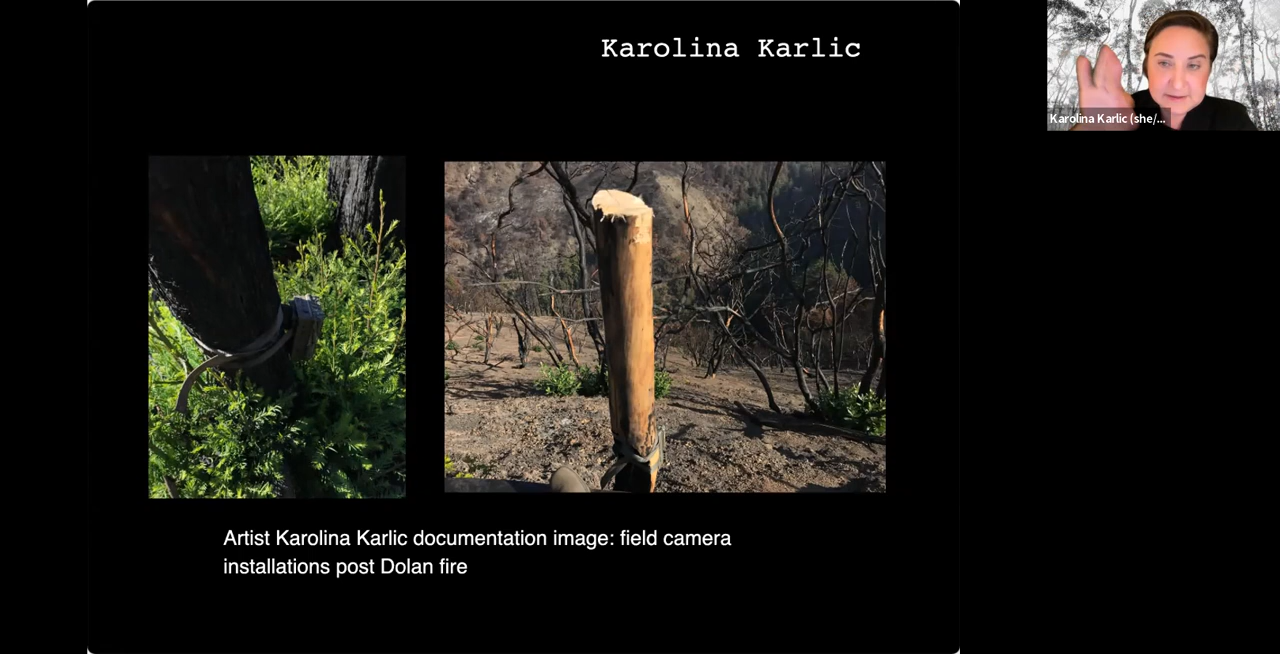 Karolina Karlic
Karolina Karlic (she/...
Artist Karolina Karlic documentation image: field camera
installations post Dolan fire